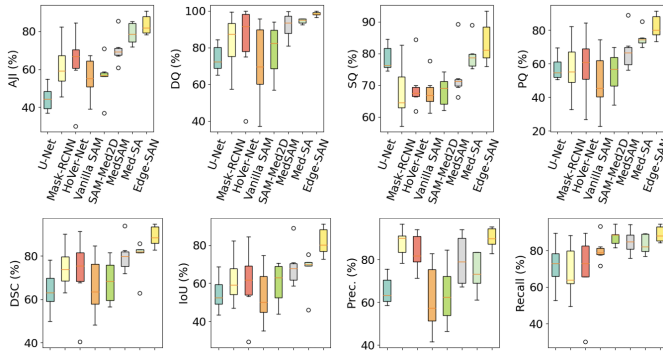 AJI (%)
80
60
40
U-Net
Mask-RCNN
HoVer-Net
Vanilla SAM
SAM-Med2D
MedSAM
Med-SA
Edge-SAN
DQ (%)
100
80
60
40
U-Net
Mask-RCNN
HoVer-Net
Vanilla SAM
SAM-Med2D
MedSAM
Med-SA
Edge-SAN
SQ (%)
90
80
70
60
U-Net
Mask-RCNN
HoVer-Net
Vanilla SAM
SAM-Med2D
MedSAM
Med-SA
Edge-SAN
PQ (%)
80
60
40
20
U-Net
Mask-RCNN
HoVer-Net
Vanilla SAM
SAM-Med2D
MedSAM
Med-SA
Edge-SAN
DSC (%)
80
60
40
IoU (%)
80
60
40
Prec. (%)
80
60
40
Recall (%)
80
60
40